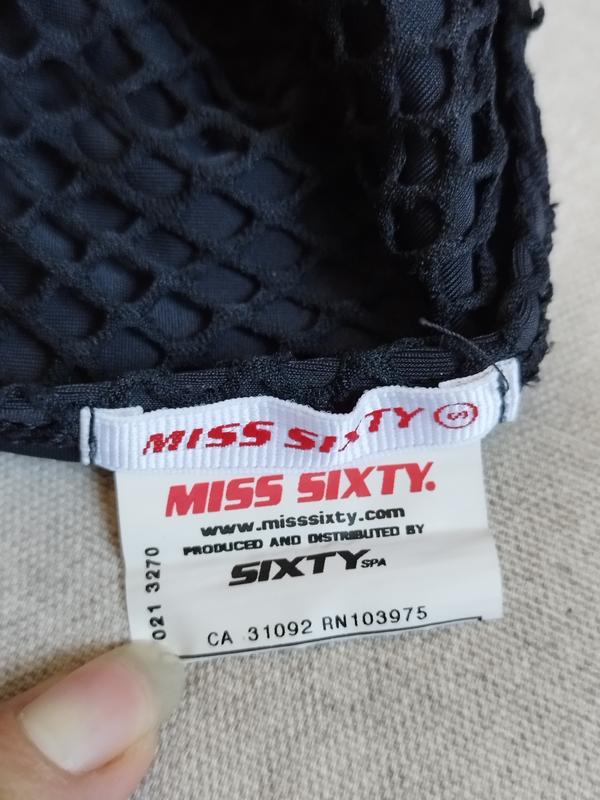 MISS SIXTY S
MISS SIXTY.
www.misssixty.com
PRODUCED AND DISTRIBUTED BY
SIXTY SPA
021 3270
CA 31092 RN103975